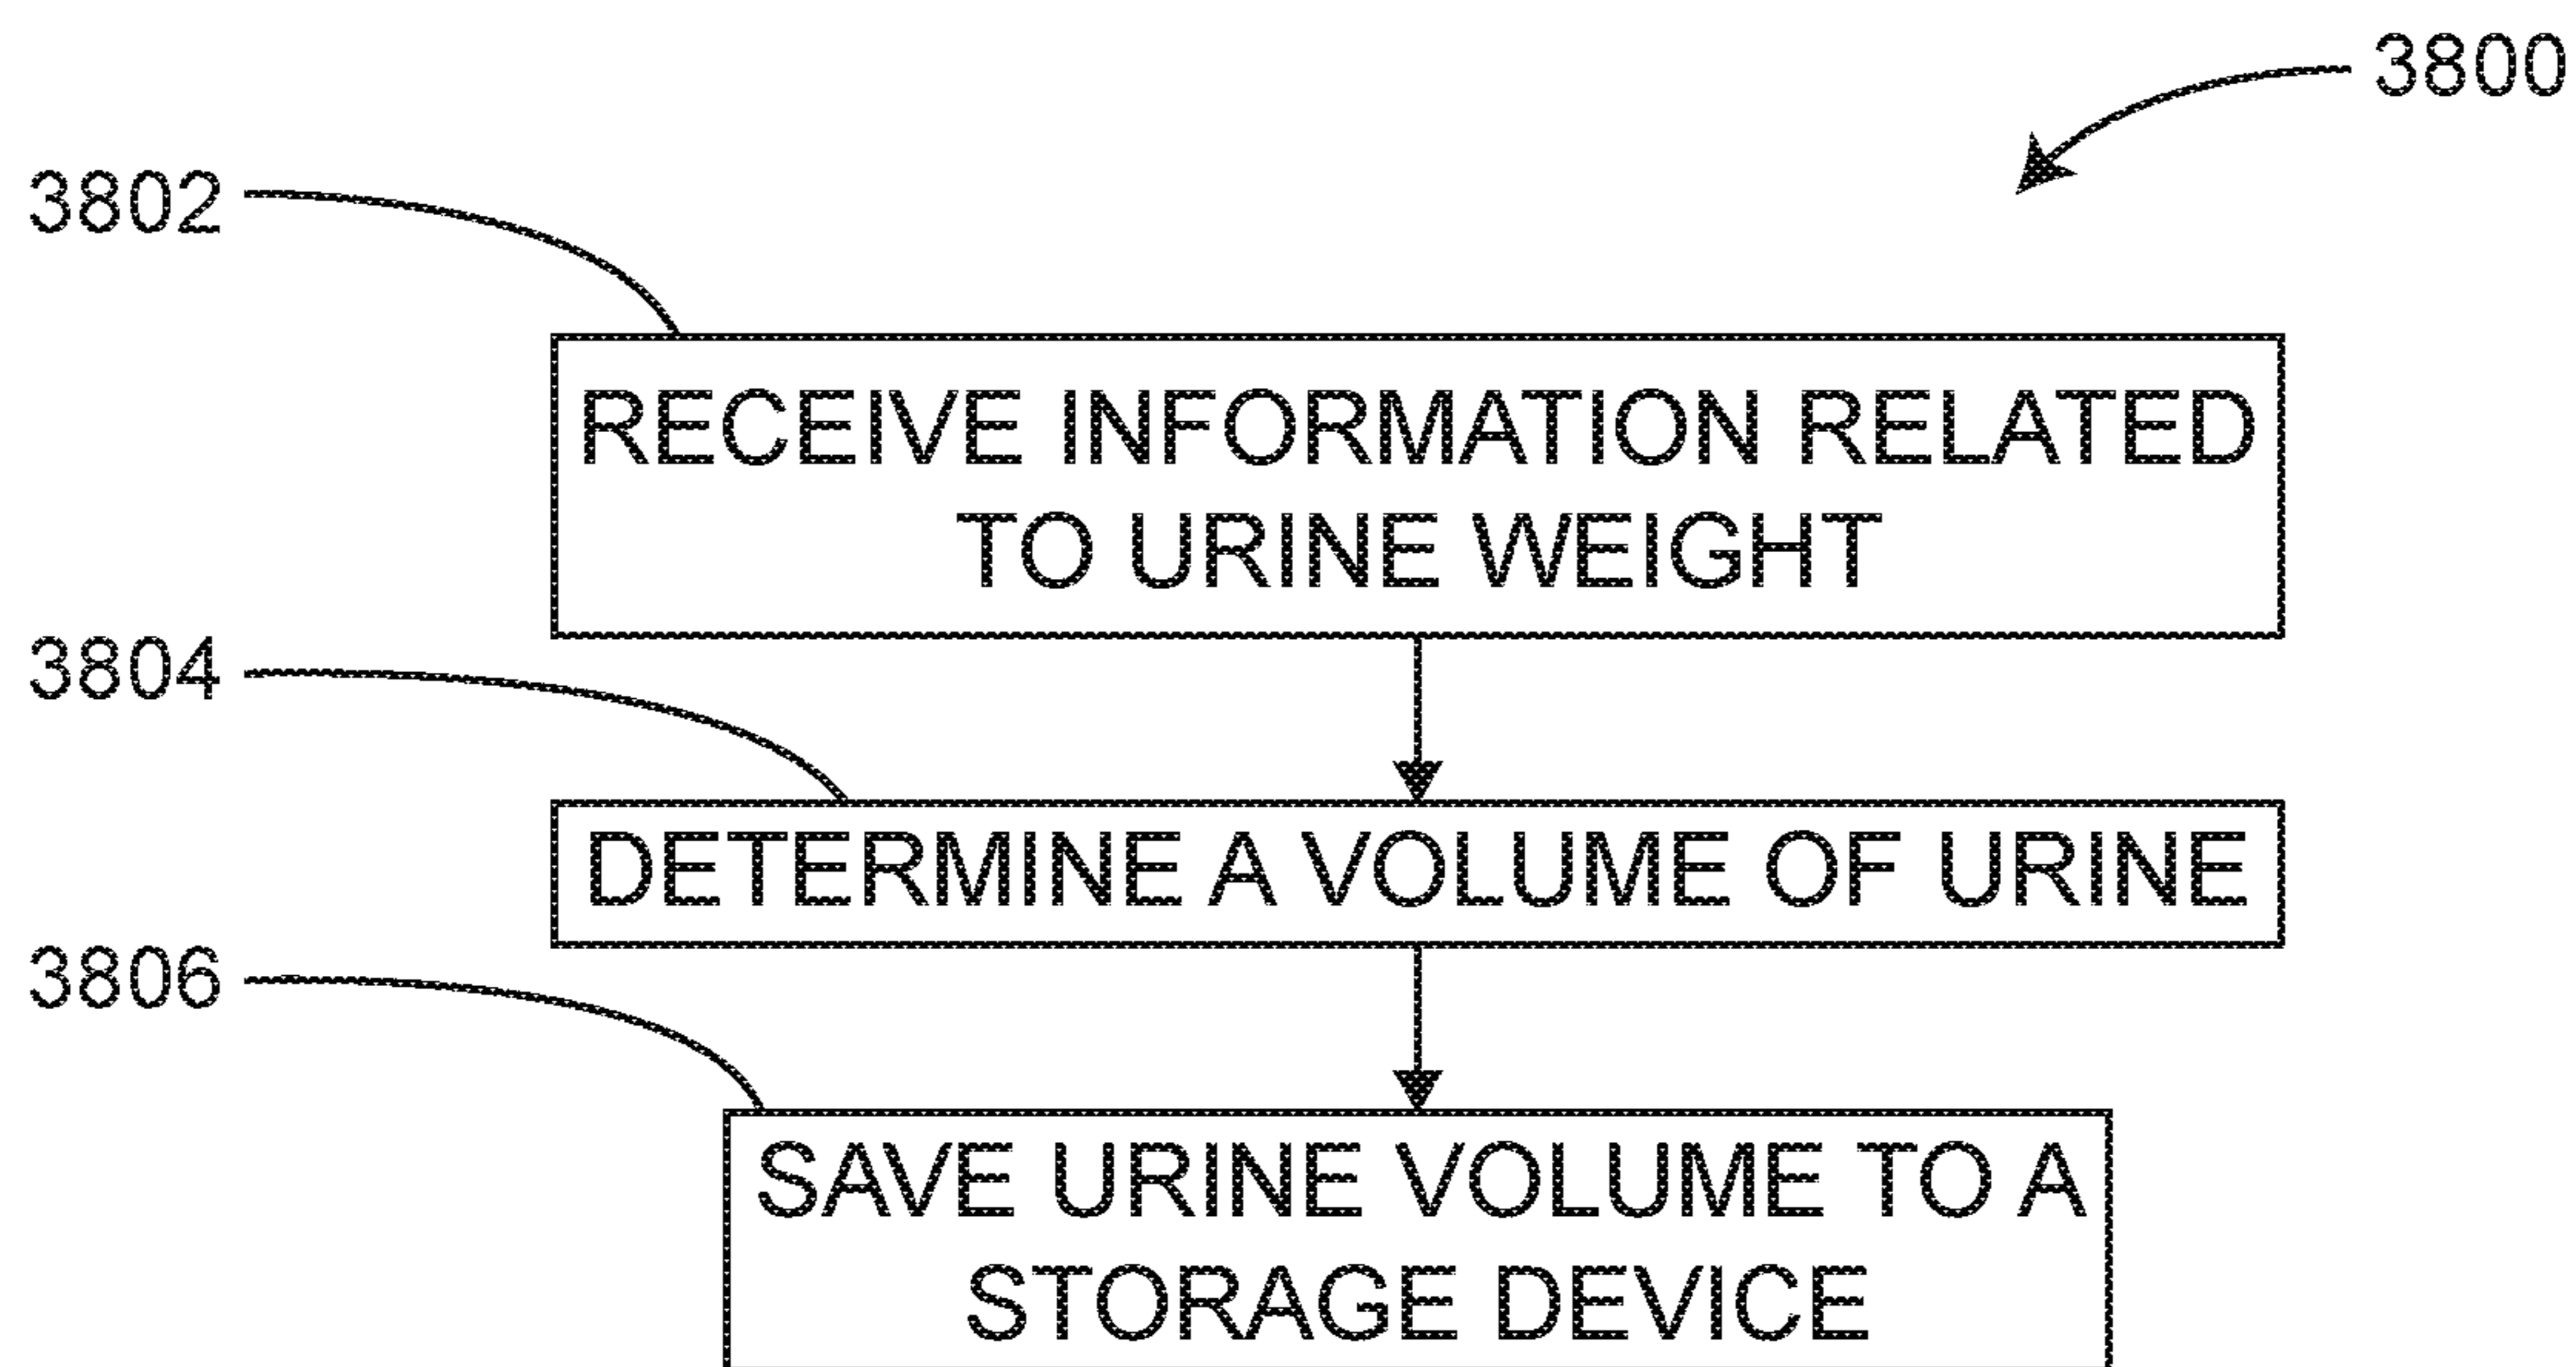 3800
3802
RECEIVE INFORMATION RELATED
TO URINE WEIGHT
3804
DETERMINE A VOLUME OF URINE
3806
SAVE URINE VOLUME TO A
STORAGE DEVICE